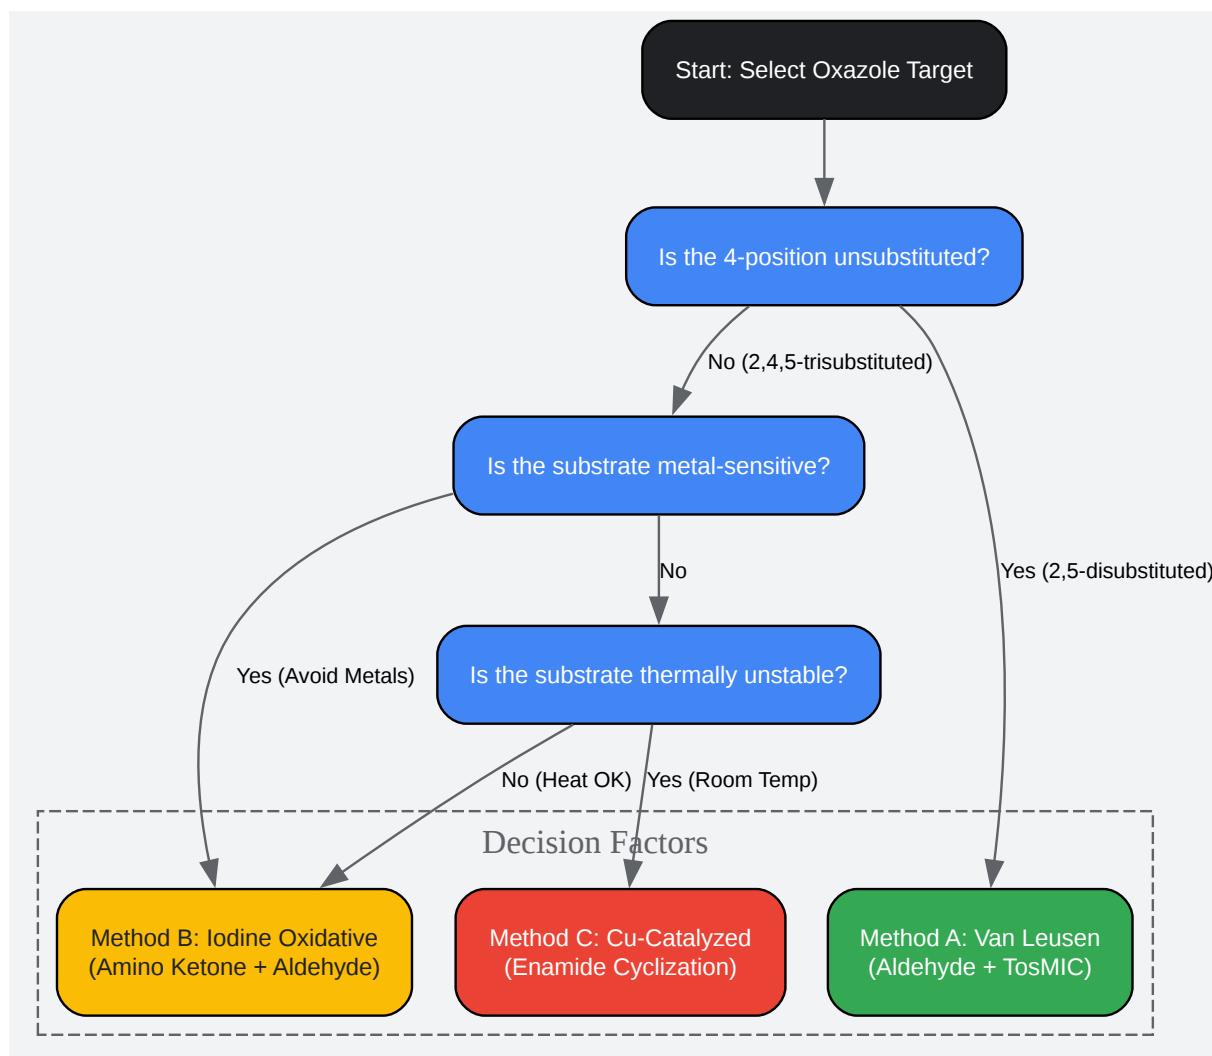 Start: Select Oxazole Target
Is the 4-position unsubstituted?
No (2,4,5-trisubstituted)
Is the substrate metal-sensitive?
No
Yes (2,5-disubstituted)
Yes (Avoid Metals)
Is the substrate thermally unstable?
No (Heat OK)
Yes (Room Temp)
Decision Factors
Method B: Iodine Oxidative
(Amino Ketone + Aldehyde)
Method C: Cu-Catalyzed
(Enamide Cyclization)
Method A: Van Leusen
(Aldehyde + TosMIC)